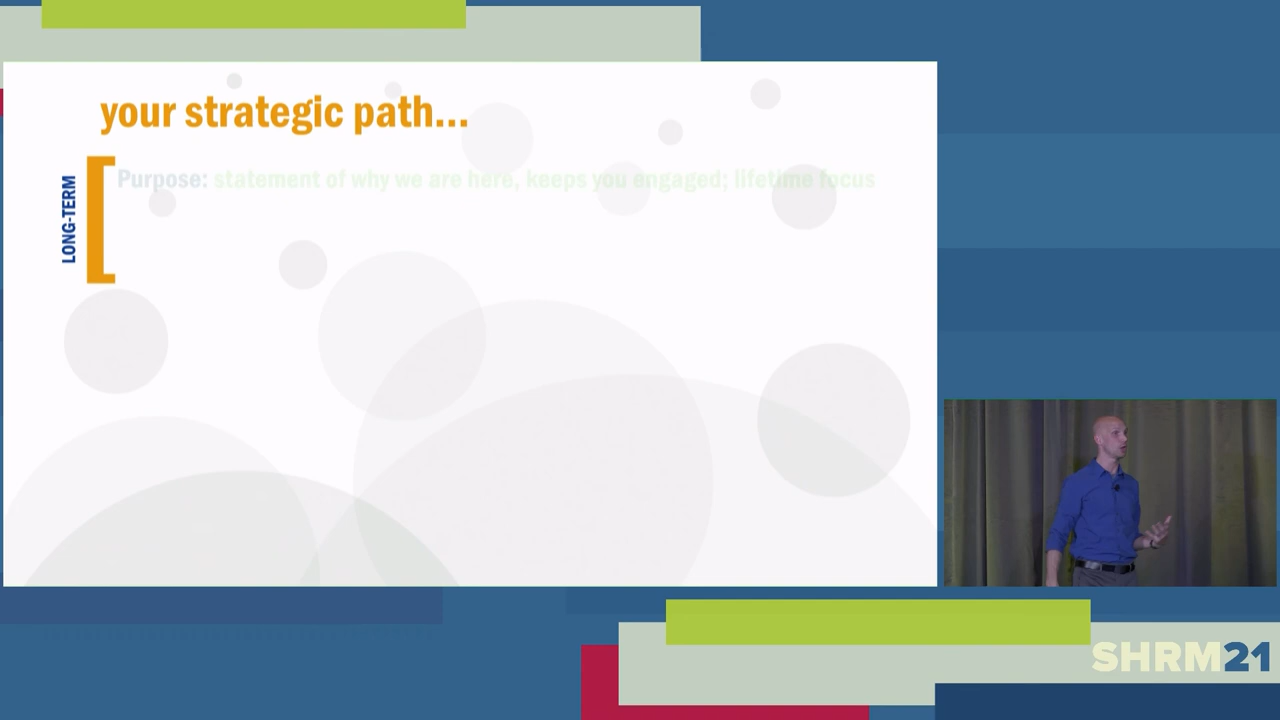 your strategic path...
LONG-TERM
Purpose: statement of why we are here, keeps you engaged; lifetime focus
SHRM21